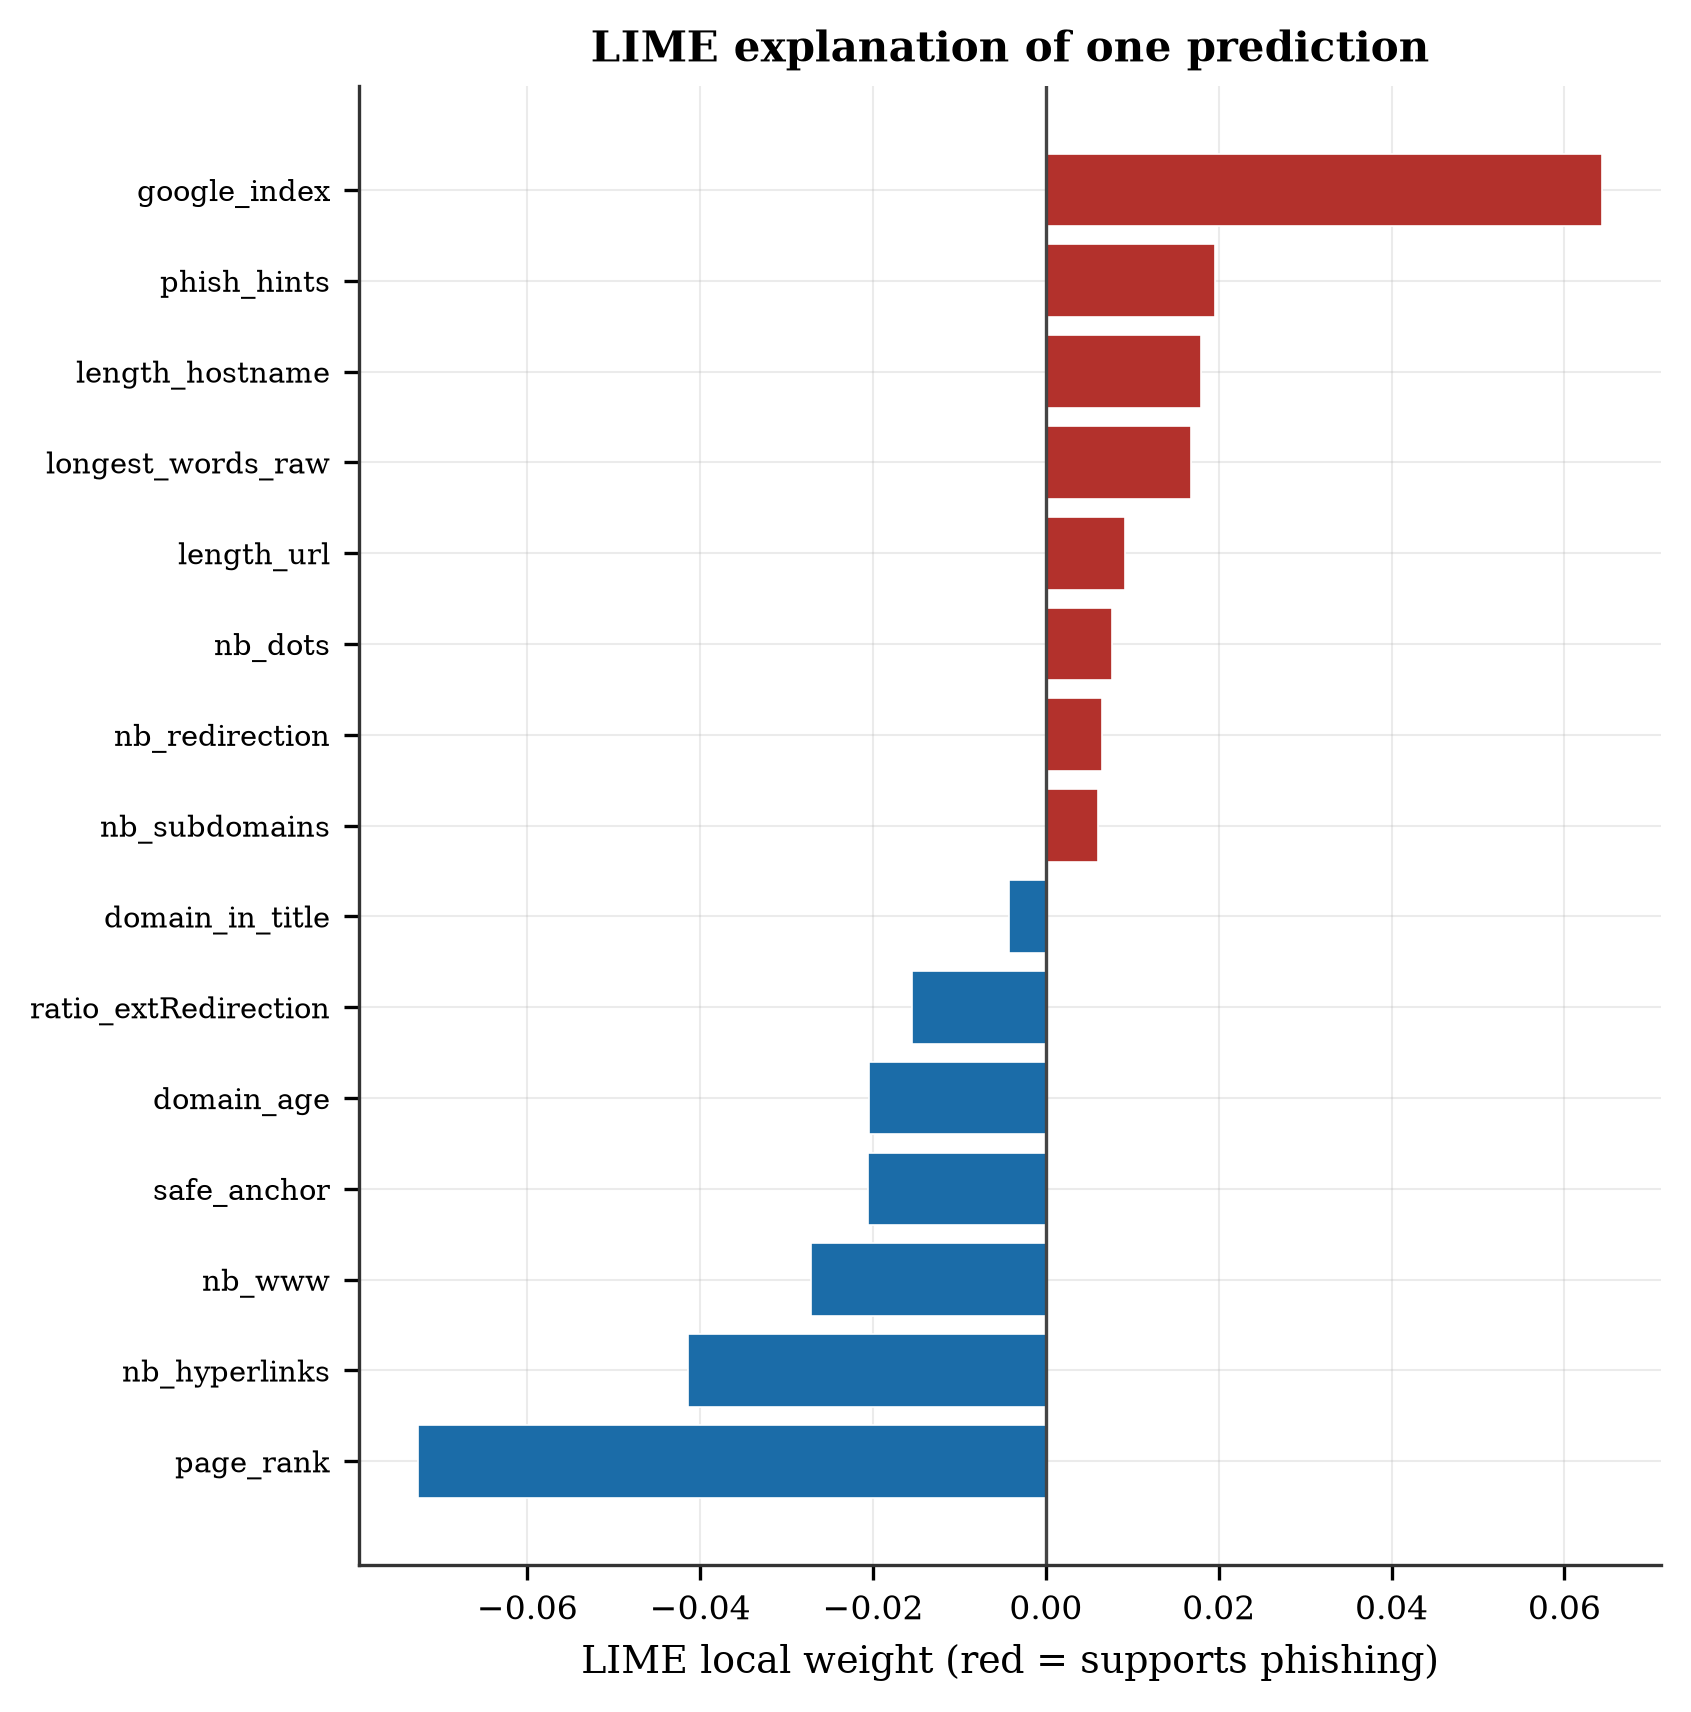 LIME explanation of one prediction
google_index
phish_hints
length_hostname
longest_words_raw
length_url
nb_dots
nb_redirection
nb_subdomains
domain_in_title
ratio_extRedirection
domain_age
safe_anchor
nb_www
nb_hyperlinks
page_rank
−0.06 −0.04 −0.02 0.00 0.02 0.04 0.06
LIME local weight (red = supports phishing)